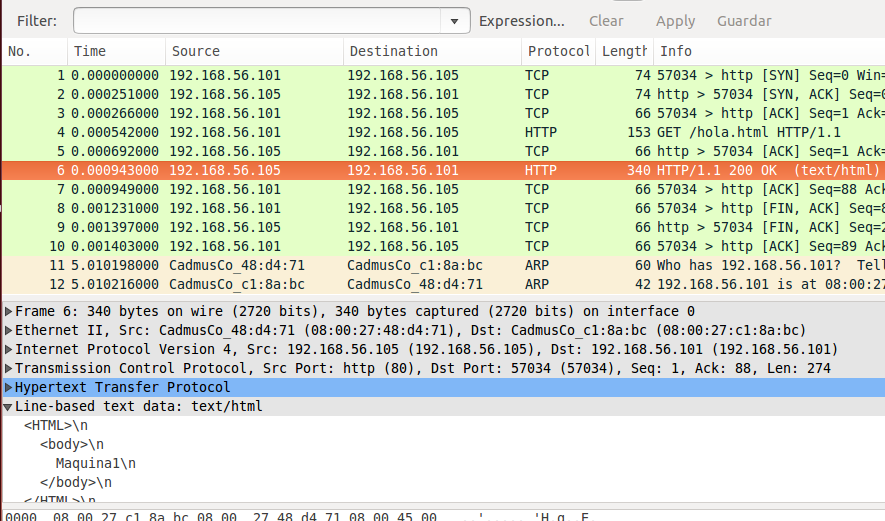 Filter: Expression... Clear Apply Guardar
No. Time Source Destination Protocol Length Info
1 0.000000000 192.168.56.101 192.168.56.105 TCP 74 57034 > http [SYN] Seq=0 Win=
2 0.000251000 192.168.56.105 192.168.56.101 TCP 74 http > 57034 [SYN, ACK] Seq=0
3 0.000266000 192.168.56.101 192.168.56.105 TCP 66 57034 > http [ACK] Seq=1 Ack=
4 0.000542000 192.168.56.101 192.168.56.105 HTTP 153 GET /hola.html HTTP/1.1
5 0.000692000 192.168.56.105 192.168.56.101 TCP 66 http > 57034 [ACK] Seq=1 Ack=
6 0.000943000 192.168.56.105 192.168.56.101 HTTP 340 HTTP/1.1 200 OK (text/html)
7 0.000949000 192.168.56.101 192.168.56.105 TCP 66 57034 > http [ACK] Seq=88 Ack
8 0.001231000 192.168.56.101 192.168.56.105 TCP 66 57034 > http [FIN, ACK] Seq=8
9 0.001397000 192.168.56.105 192.168.56.101 TCP 66 http > 57034 [FIN, ACK] Seq=2
10 0.001403000 192.168.56.101 192.168.56.105 TCP 66 57034 > http [ACK] Seq=89 Ack
11 5.010198000 CadmusCo_48:d4:71 CadmusCo_c1:8a:bc ARP 60 Who has 192.168.56.101? Tell
12 5.010216000 CadmusCo_c1:8a:bc CadmusCo_48:d4:71 ARP 42 192.168.56.101 is at 08:00:27
Frame 6: 340 bytes on wire (2720 bits), 340 bytes captured (2720 bits) on interface 0
Ethernet II, Src: CadmusCo_48:d4:71 (08:00:27:48:d4:71), Dst: CadmusCo_c1:8a:bc (08:00:27:c1:8a:bc)
Internet Protocol Version 4, Src: 192.168.56.105 (192.168.56.105), Dst: 192.168.56.101 (192.168.56.101)
Transmission Control Protocol, Src Port: http (80), Dst Port: 57034 (57034), Seq: 1, Ack: 88, Len: 274
Hypertext Transfer Protocol
Line-based text data: text/html
<HTML>\n
<body>\n
Maquina1\n
</body>\n
</HTML>\n
0000 08 00 27 c1 8a bc 08 00 27 48 d4 71 08 00 45 00 ..'..... 'H.q..E.